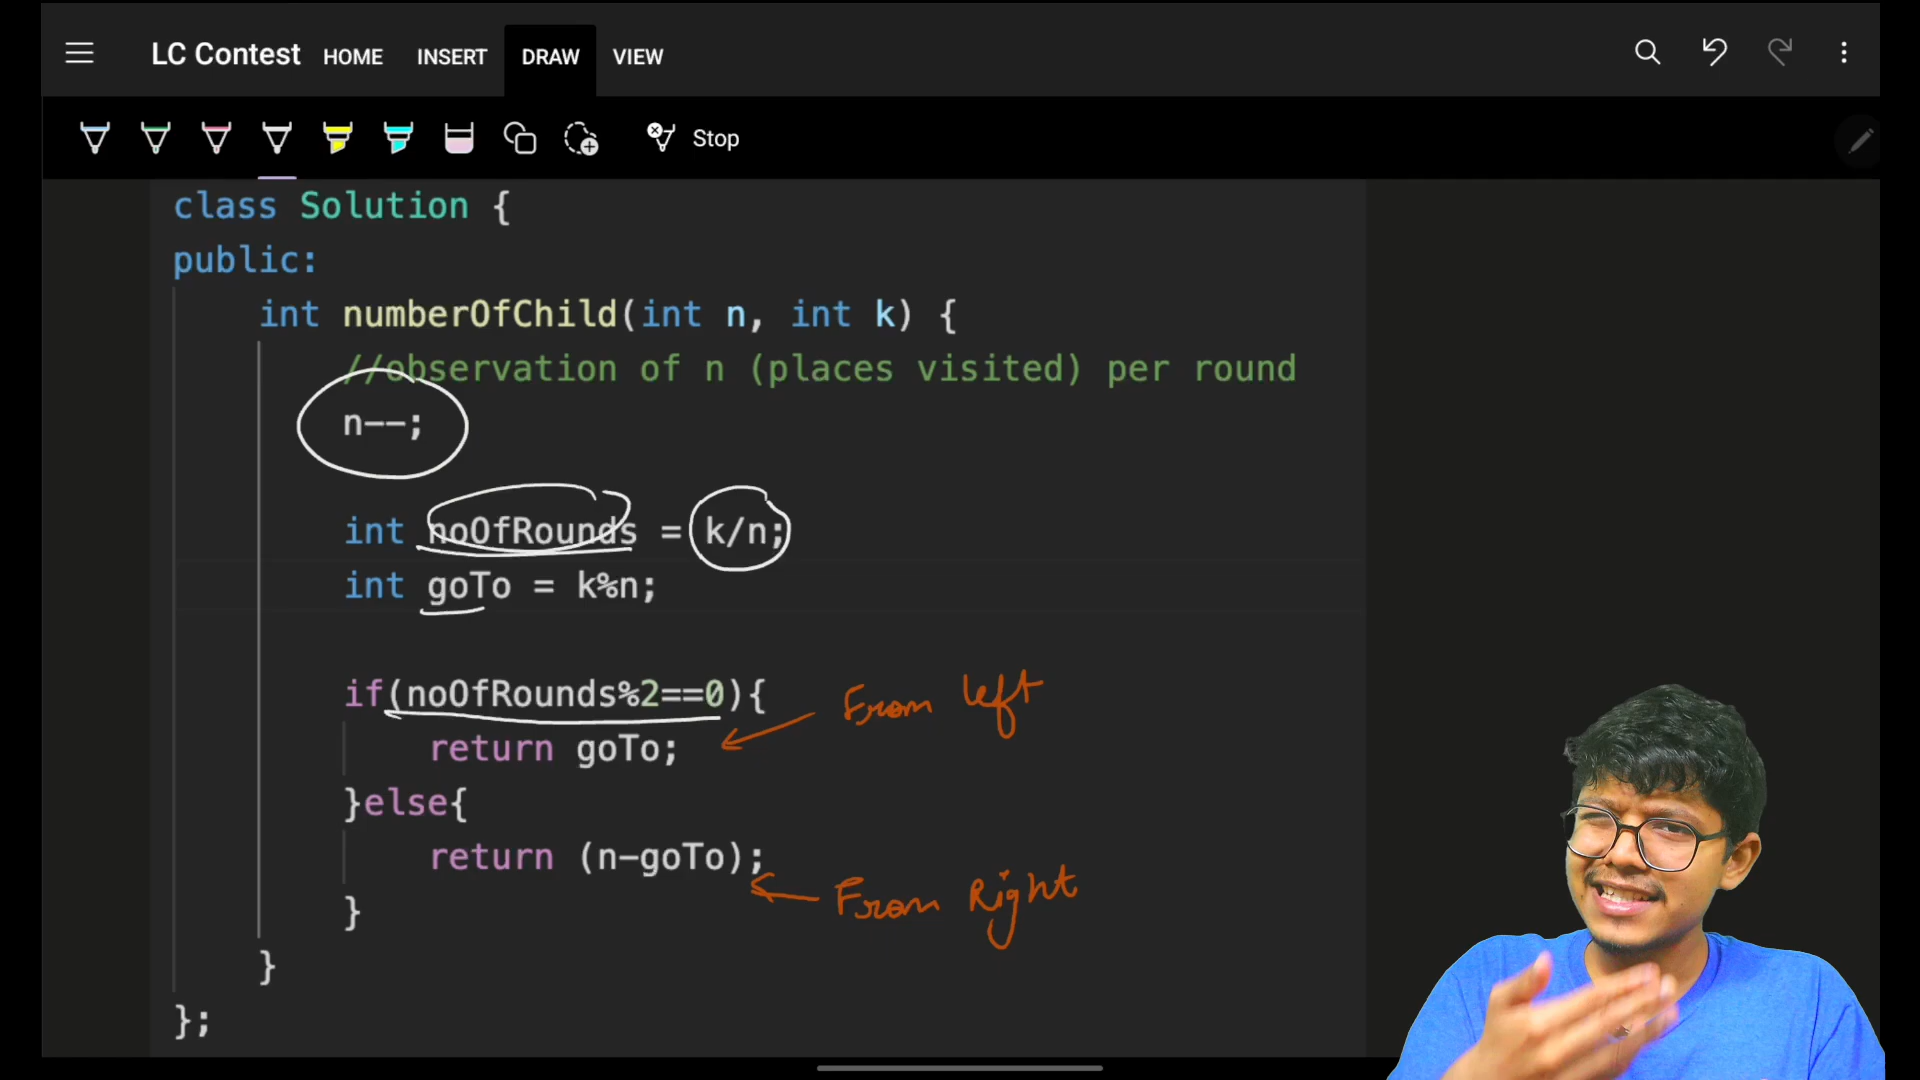 LC Contest HOME INSERT DRAW VIEW
Stop
class Solution {
public:
int numberOfChild(int n, int k) {
//observation of n (places visited) per round
n--;
int noOfRounds = k/n;
int goTo = k%n;
if(noOfRounds%2==0){ From left
return goTo;
}else{
return (n-goTo);
From Right
}
}
};